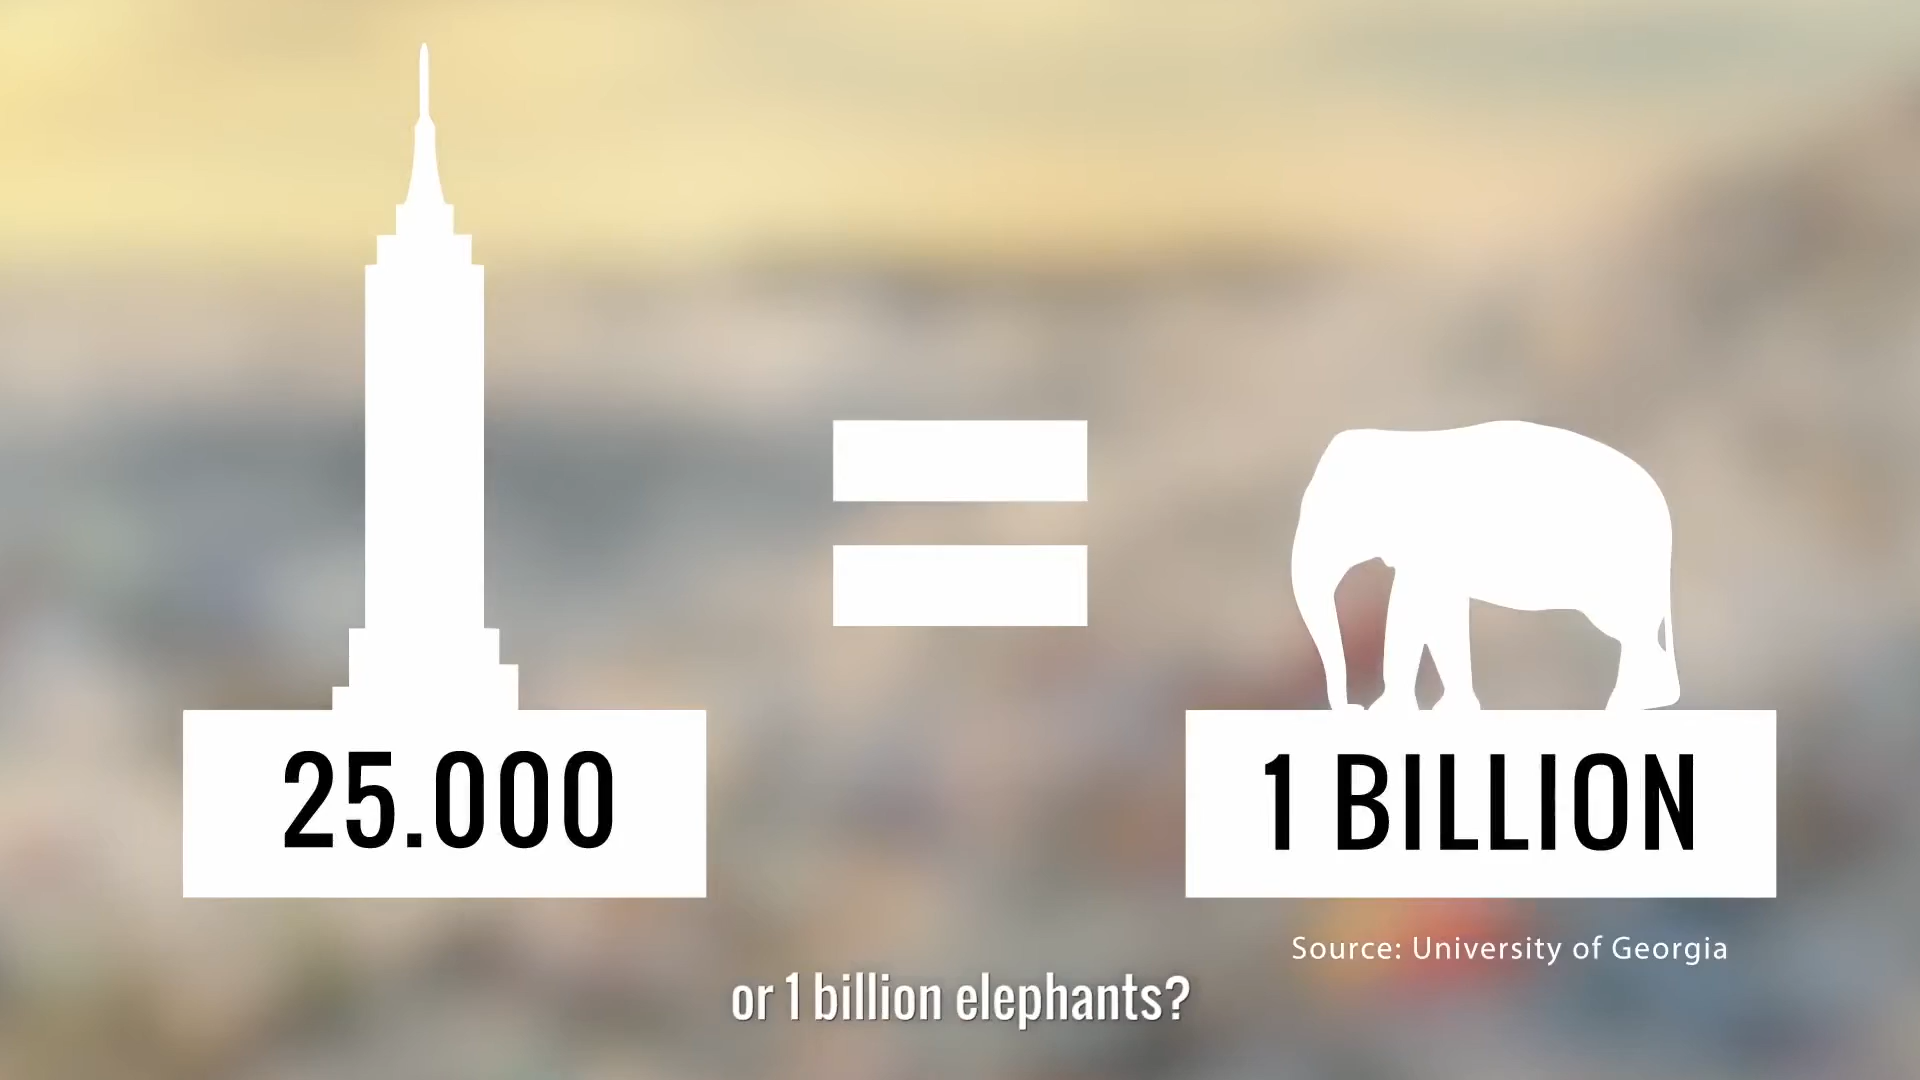 25.000
1 BILLION
Source: University of Georgia
or 1 billion elephants?